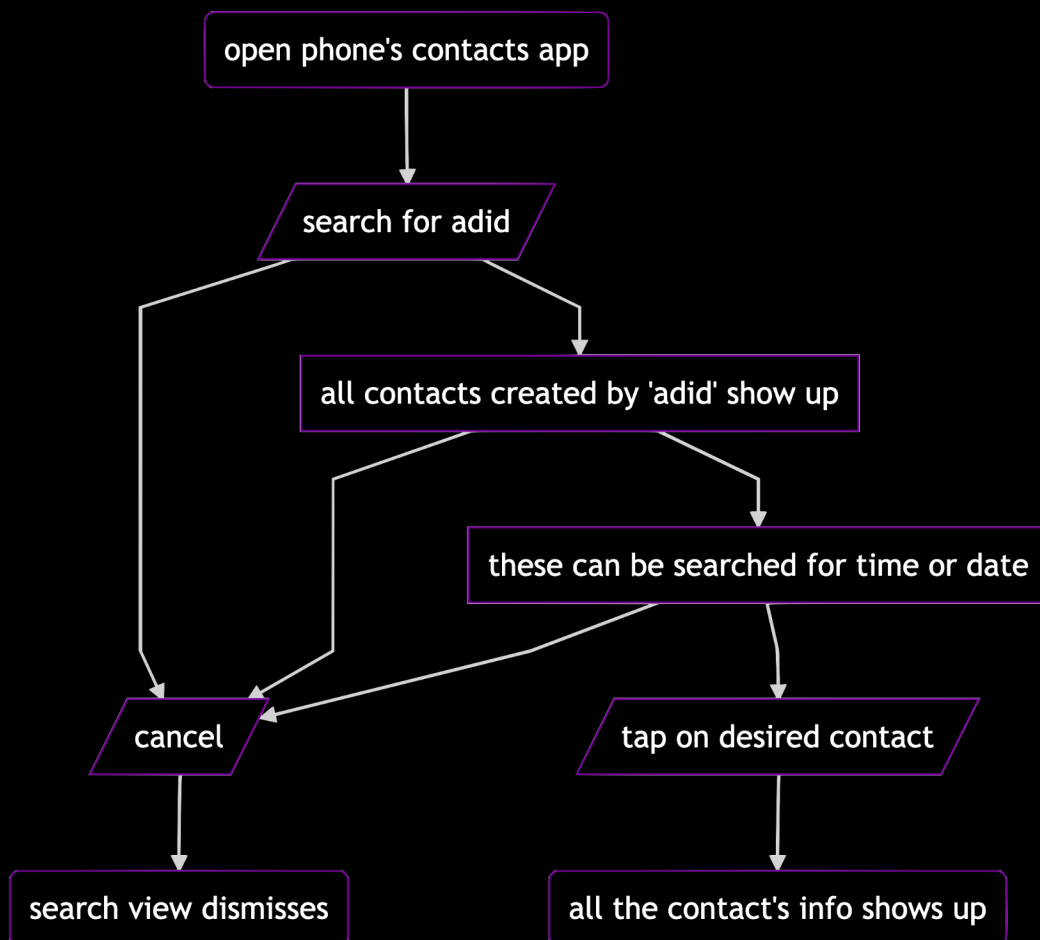 open phone's contacts app
search for adid
all contacts created by 'adid' show up
these can be searched for time or date
cancel
tap on desired contact
search view dismisses
all the contact's info shows up